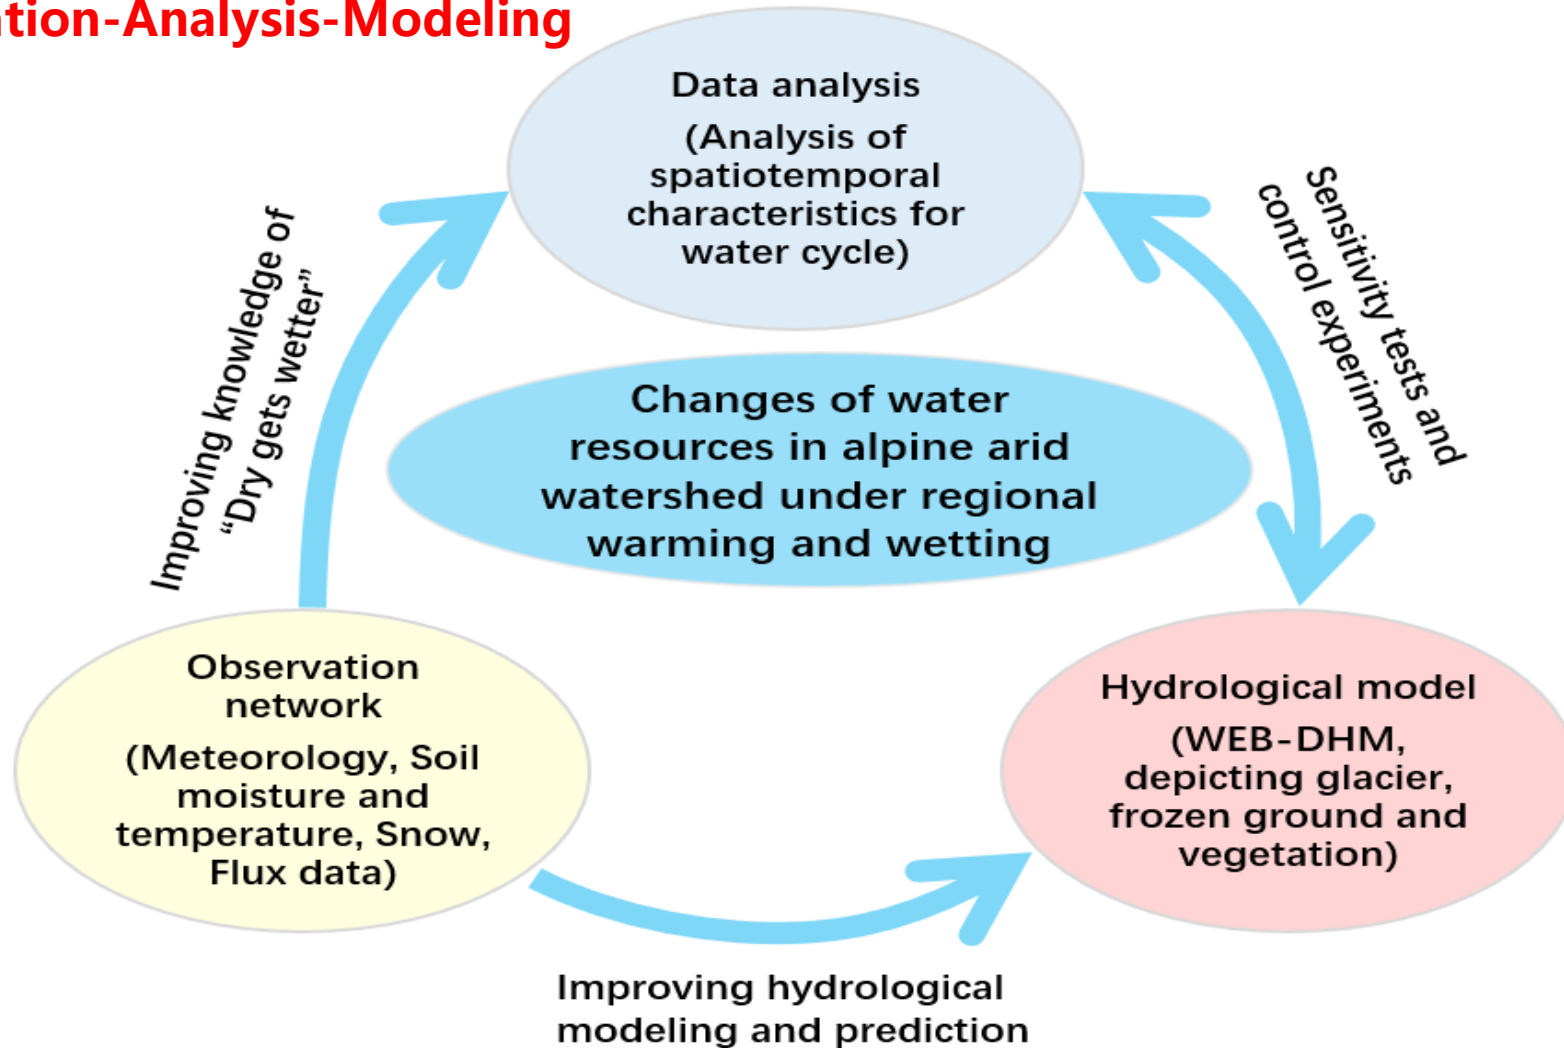 tion-Analysis-Modeling
Data analysis
(Analysis of
spatiotemporal
characteristics for
water cycle)
Improving knowledge of
“Dry gets wetter”
Sensitivity tests and
control experiments
Changes of water
resources in alpine arid
watershed under regional
warming and wetting
Observation
network
(Meteorology, Soil
moisture and
temperature, Snow,
Flux data)
Hydrological model
(WEB-DHM,
depicting glacier,
frozen ground and
vegetation)
Improving hydrological
modeling and prediction